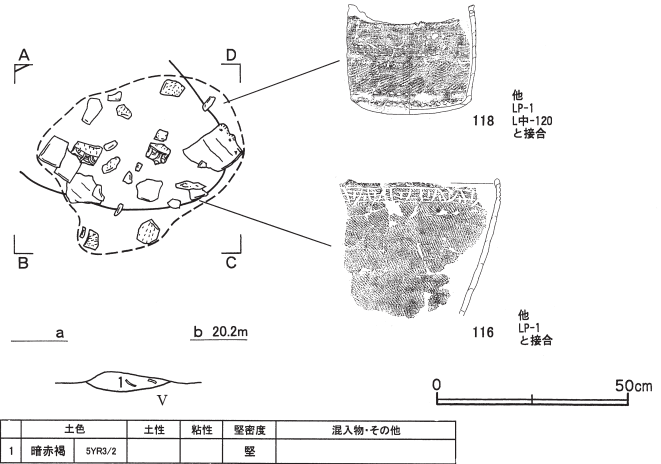 A
D
B
C
118
他
LP-1
L中-120
と接合
116
他
LP-1
と接合
a
b 20.2m
1
V
0
50cm
土色 土性 粘性 堅密度 混入物・その他
1 暗赤褐 5YR3/2 堅